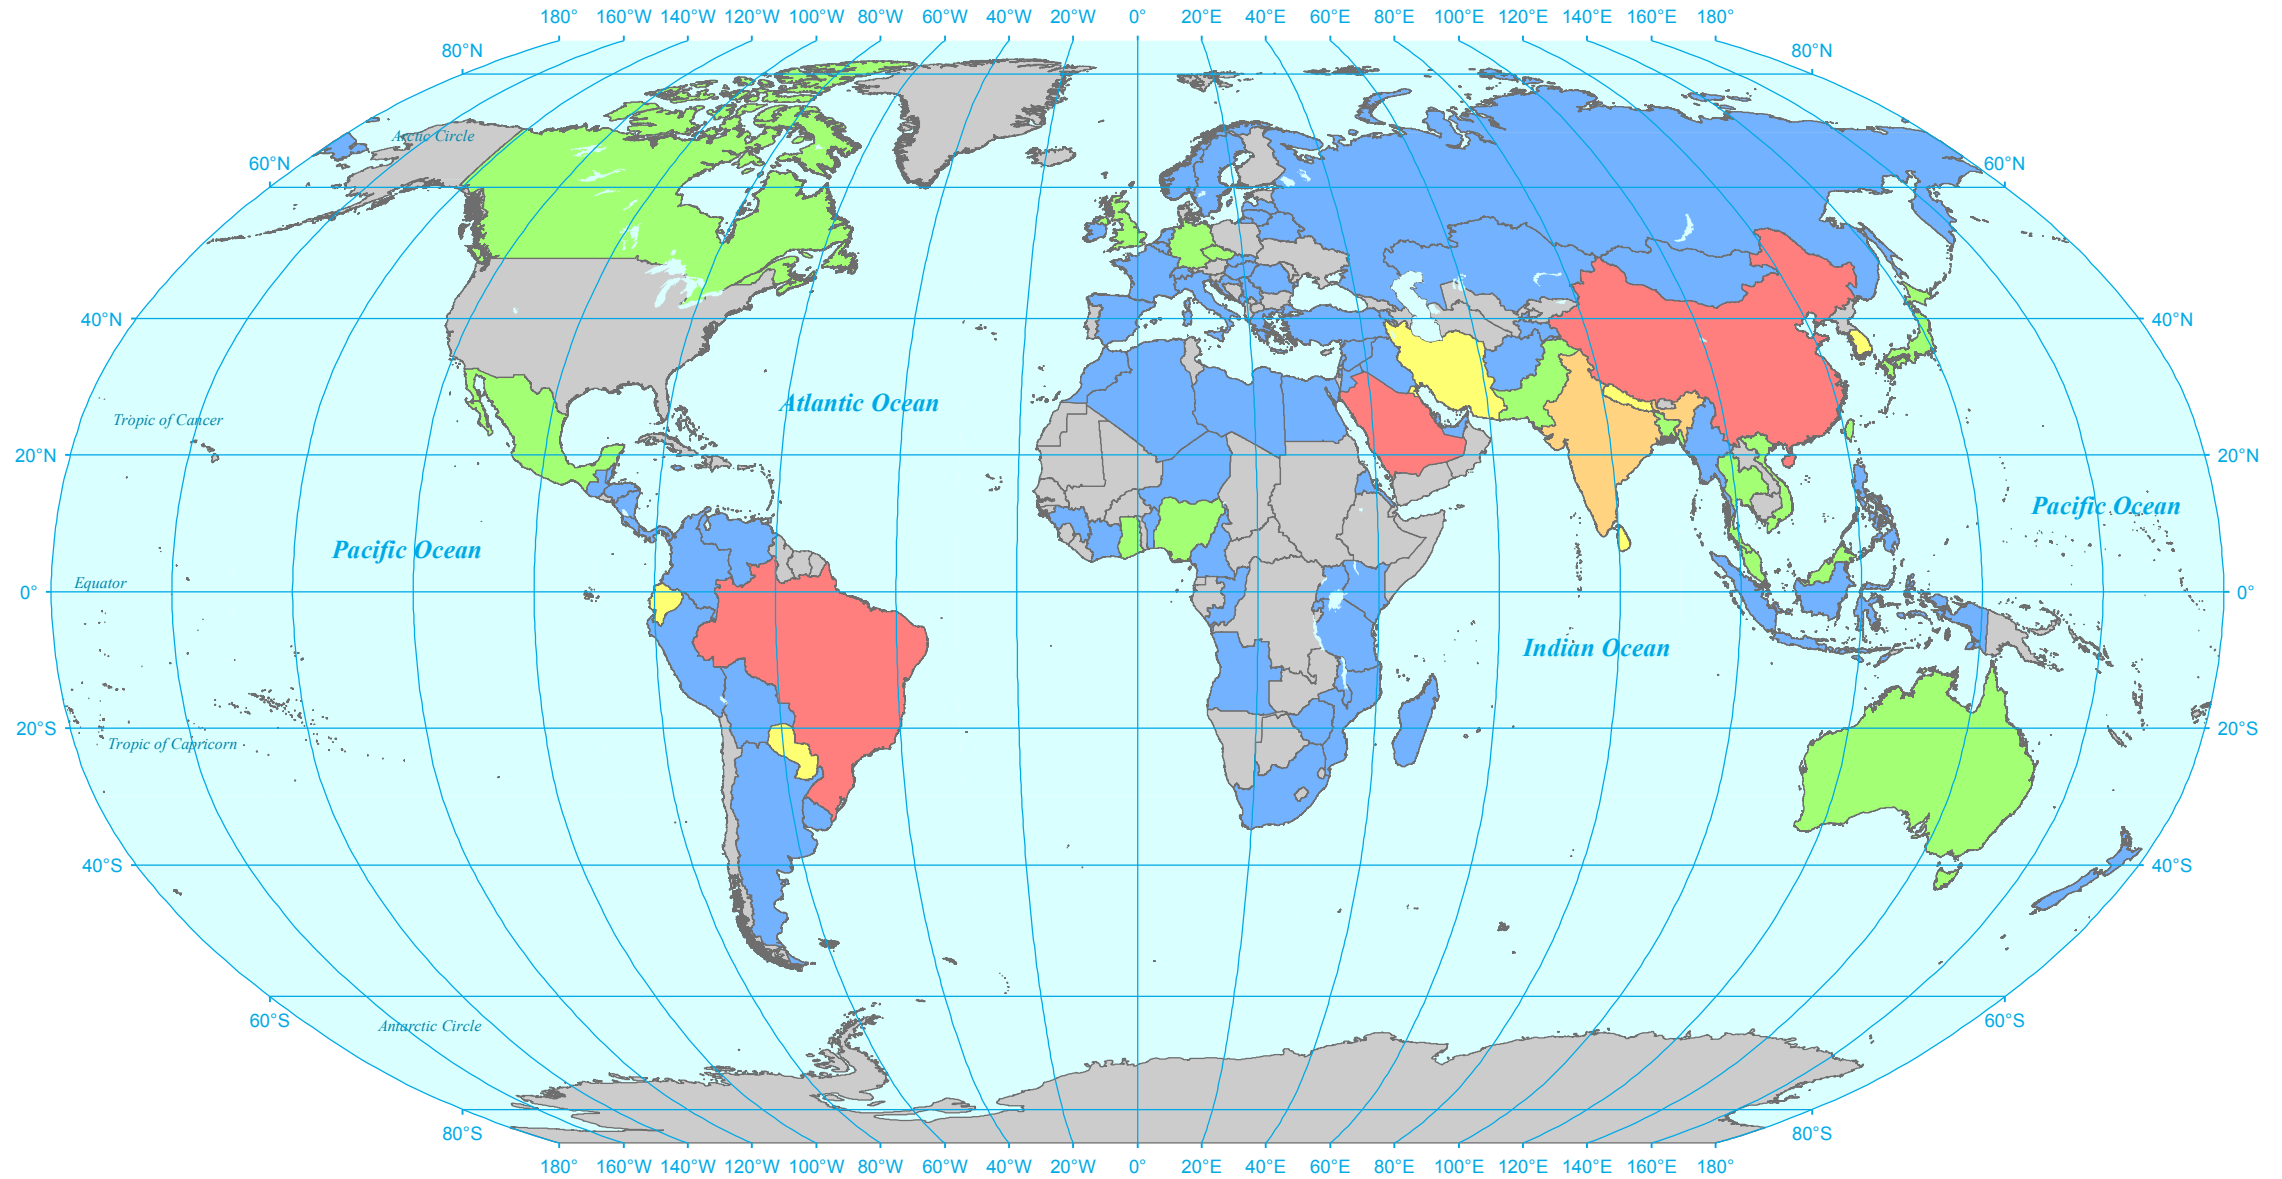 180° 160°W 140°W 120°W 100°W 80°W 60°W 40°W 20°W 0° 20°E 40°E 60°E 80°E 100°E 120°E 140°E 160°E 180°
80°N 80°N
Arctic Circle
60°N 60°N
40°N 40°N
Atlantic Ocean
Tropic of Cancer
20°N 20°N
Pacific Ocean
Pacific Ocean
Equator
0° 0°
Indian Ocean
20°S 20°S
Tropic of Capricorn
40°S 40°S
60°S 60°S
Antarctic Circle
80°S 80°S
180° 160°W 140°W 120°W 100°W 80°W 60°W 40°W 20°W 0° 20°E 40°E 60°E 80°E 100°E 120°E 140°E 160°E 180°